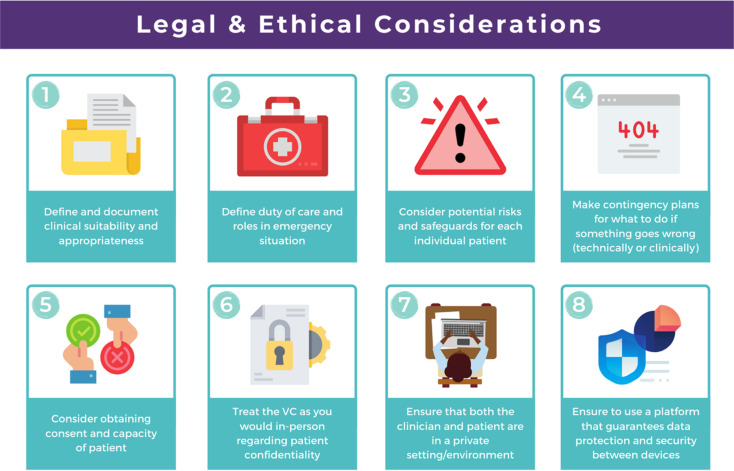 Legal & Ethical Considerations
1
Define and document
clinical suitability and
appropriateness
2
Define duty of care and
roles in emergency
situation
3
Consider potential risks
and safeguards for each
individual patient
4
404
Make contingency plans
for what to do if
something goes wrong
(technically or clinically)
5
Consider obtaining
consent and capacity
of patient
6
Treat the VC as you
would in-person
regarding patient
confidentiality
7
Ensure that both the
clinician and patient are
in a private
setting/environment
8
Ensure to use a platform
that guarantees data
protection and security
between devices